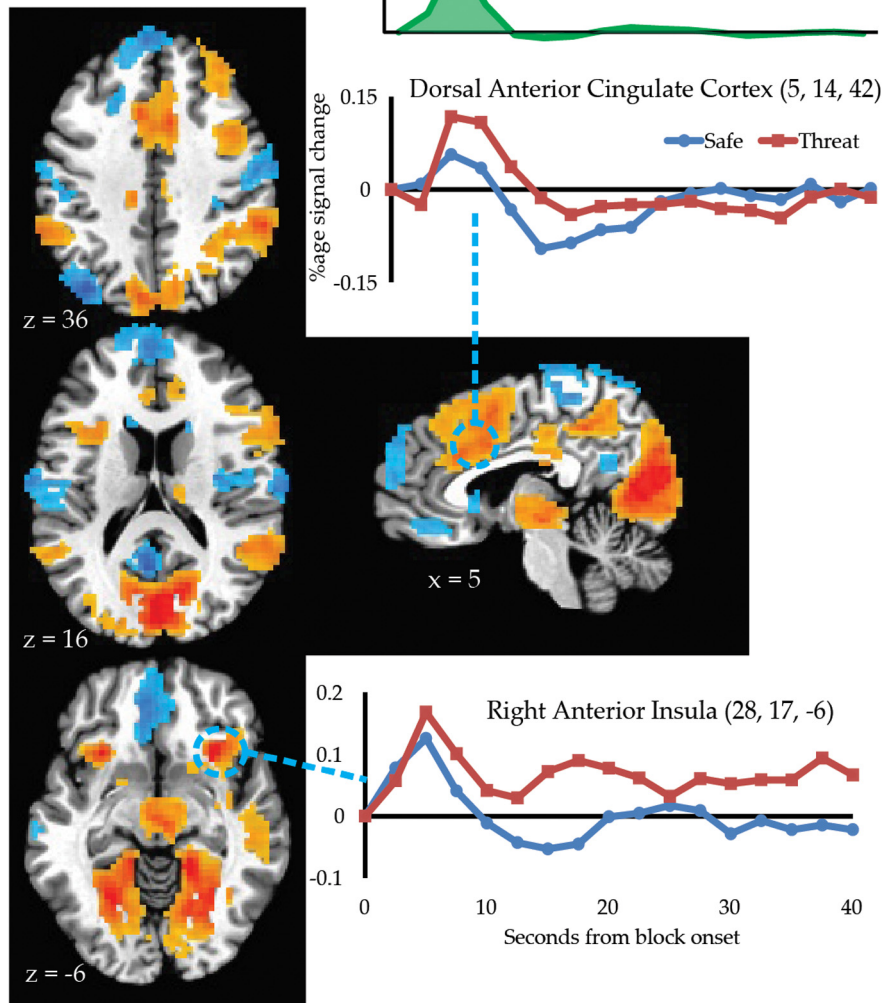 Dorsal Anterior Cingulate Cortex (5, 14, 42)
0.15
Safe
Threat
%age signal change
0
-0.15
z = 36
x = 5
z = 16
0.2
Right Anterior Insula (28, 17, -6)
0.1
0
-0.1
0 10 20 30 40
Seconds from block onset
z = -6